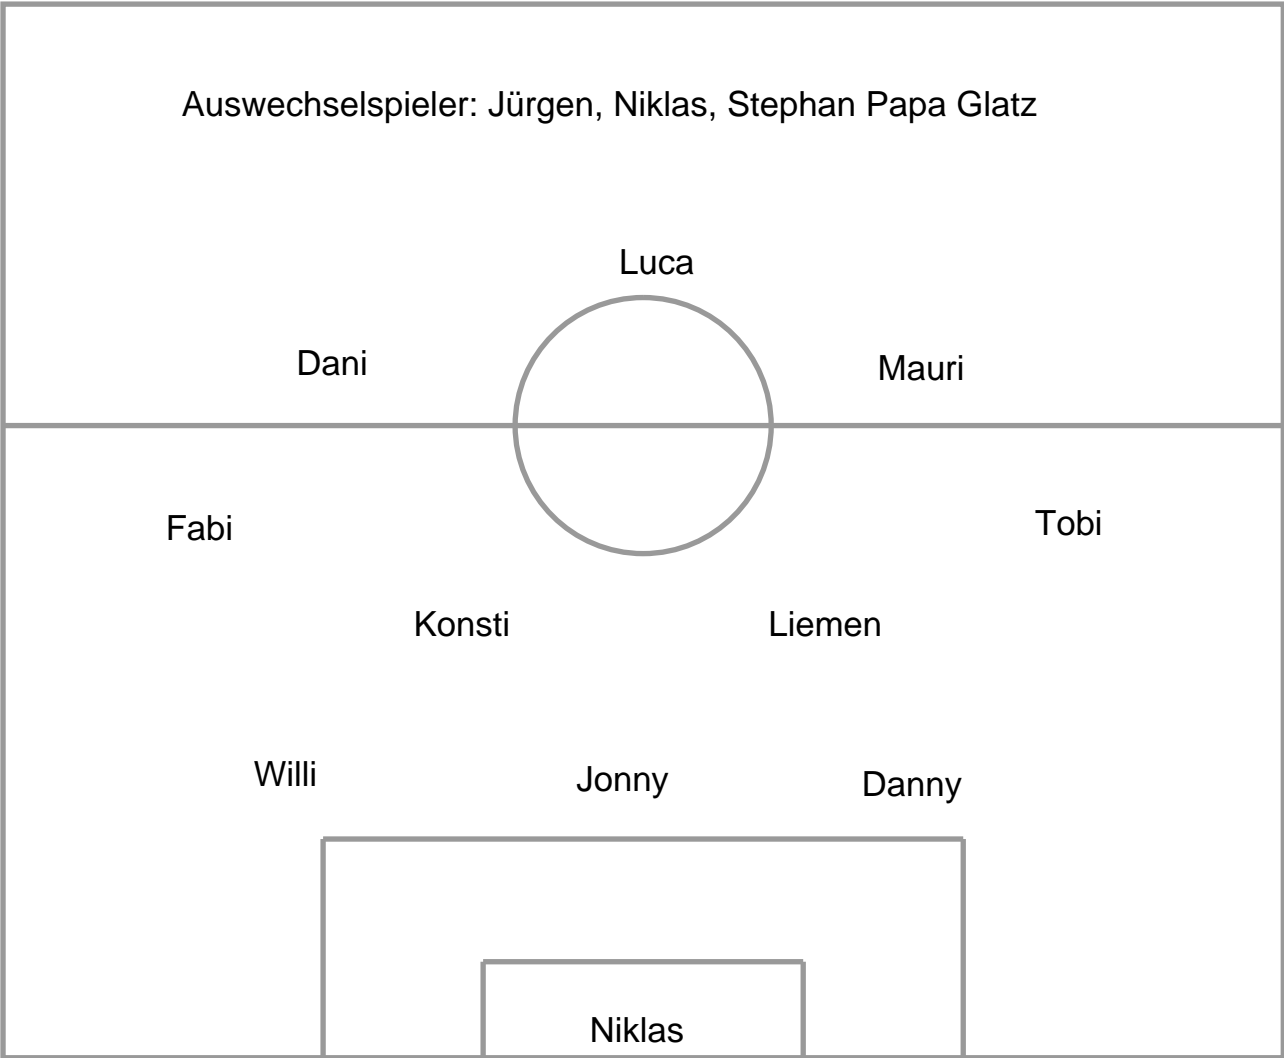 Auswechselspieler: Jürgen, Niklas, Stephan Papa Glatz
Luca
Dani
Mauri
Fabi
Tobi
Konsti
Liemen
Willi
Jonny
Danny
Niklas